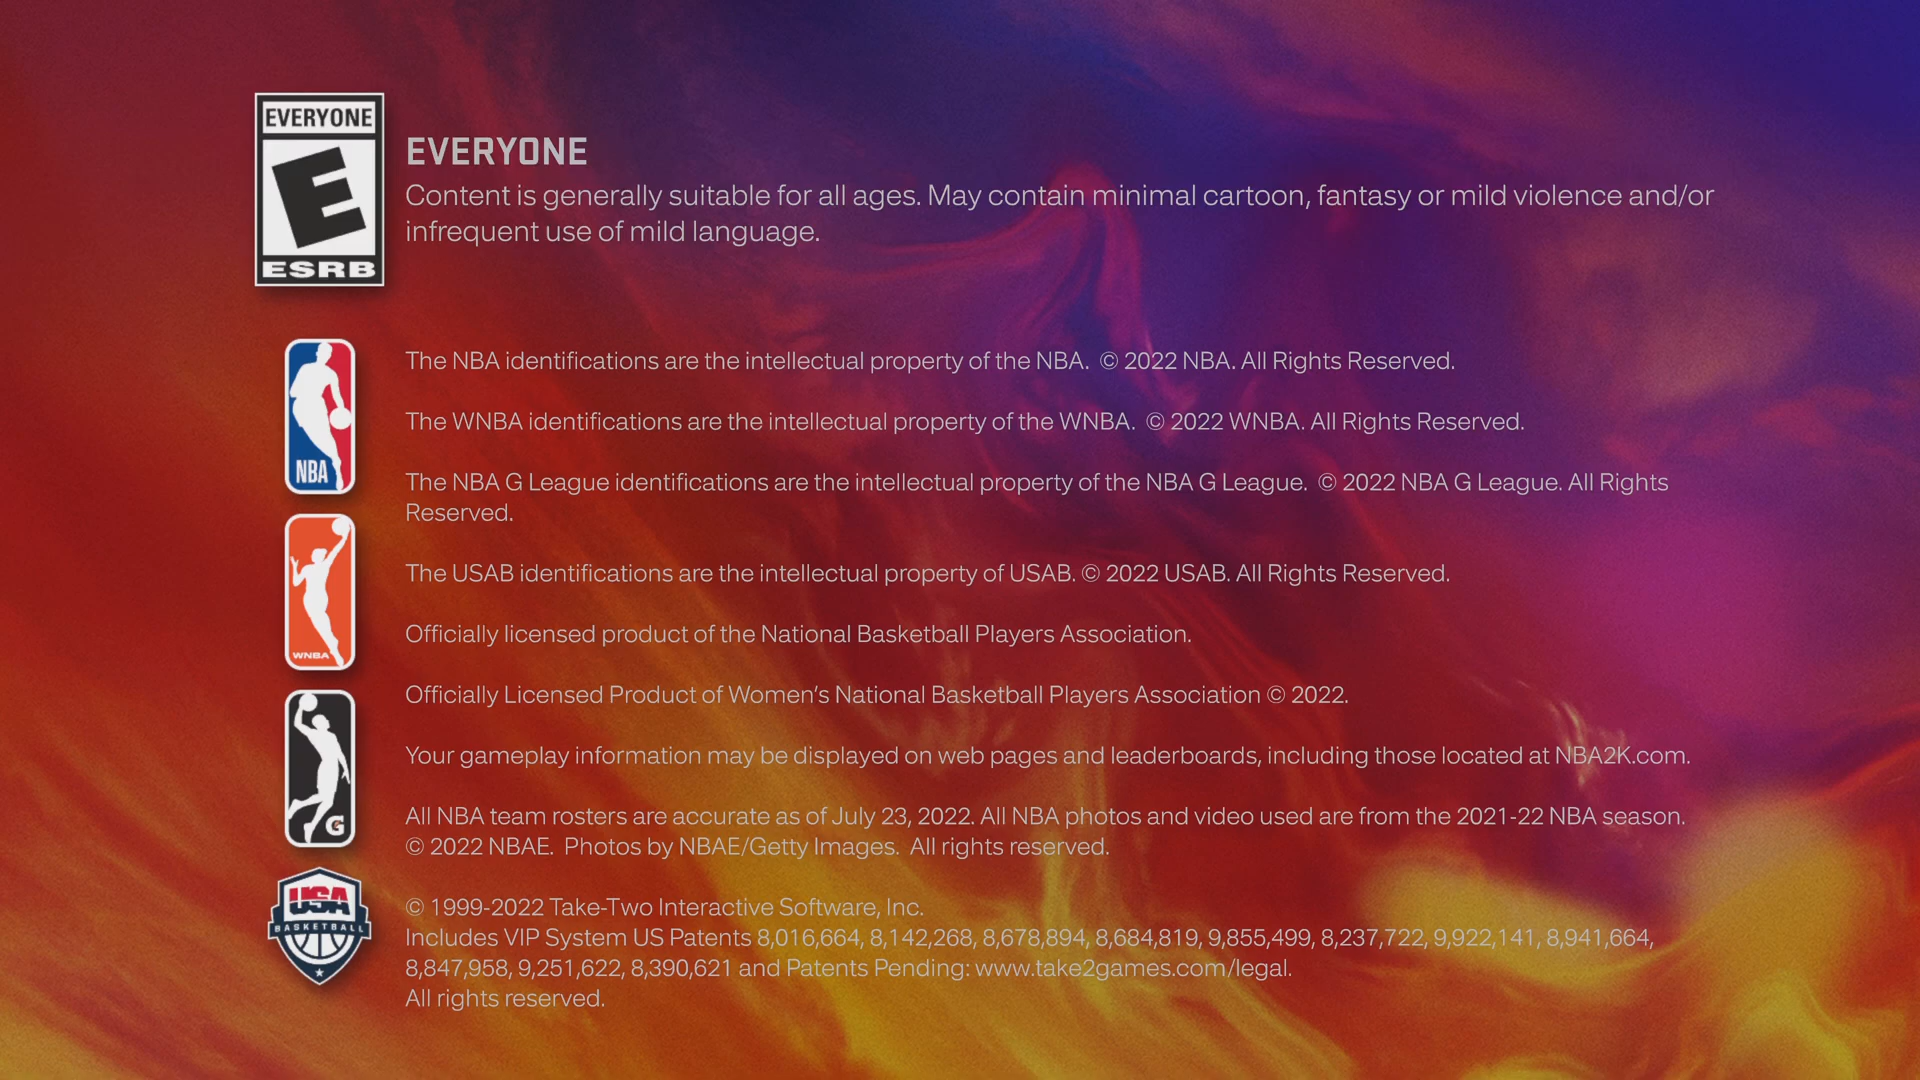 EVERYONE
E
ESRB
EVERYONE
Content is generally suitable for all ages. May contain minimal cartoon, fantasy or mild violence and/or
infrequent use of mild language.
NBA
WNBA
G
USA
BASKETBALL
The NBA identifications are the intellectual property of the NBA.  © 2022 NBA. All Rights Reserved.
The WNBA identifications are the intellectual property of the WNBA.  © 2022 WNBA. All Rights Reserved.
The NBA G League identifications are the intellectual property of the NBA G League.  © 2022 NBA G League. All Rights
Reserved.
The USAB identifications are the intellectual property of USAB. © 2022 USAB. All Rights Reserved.
Officially licensed product of the National Basketball Players Association.
Officially Licensed Product of Women’s National Basketball Players Association © 2022.
Your gameplay information may be displayed on web pages and leaderboards, including those located at NBA2K.com.
All NBA team rosters are accurate as of July 23, 2022. All NBA photos and video used are from the 2021-22 NBA season.
© 2022 NBAE.  Photos by NBAE/Getty Images.  All rights reserved.
© 1999-2022 Take-Two Interactive Software, Inc.
Includes VIP System US Patents 8,016,664, 8,142,268, 8,678,894, 8,684,819, 9,855,499, 8,237,722, 9,922,141, 8,941,664,
8,847,958, 9,251,622, 8,390,621 and Patents Pending: www.take2games.com/legal.
All rights reserved.